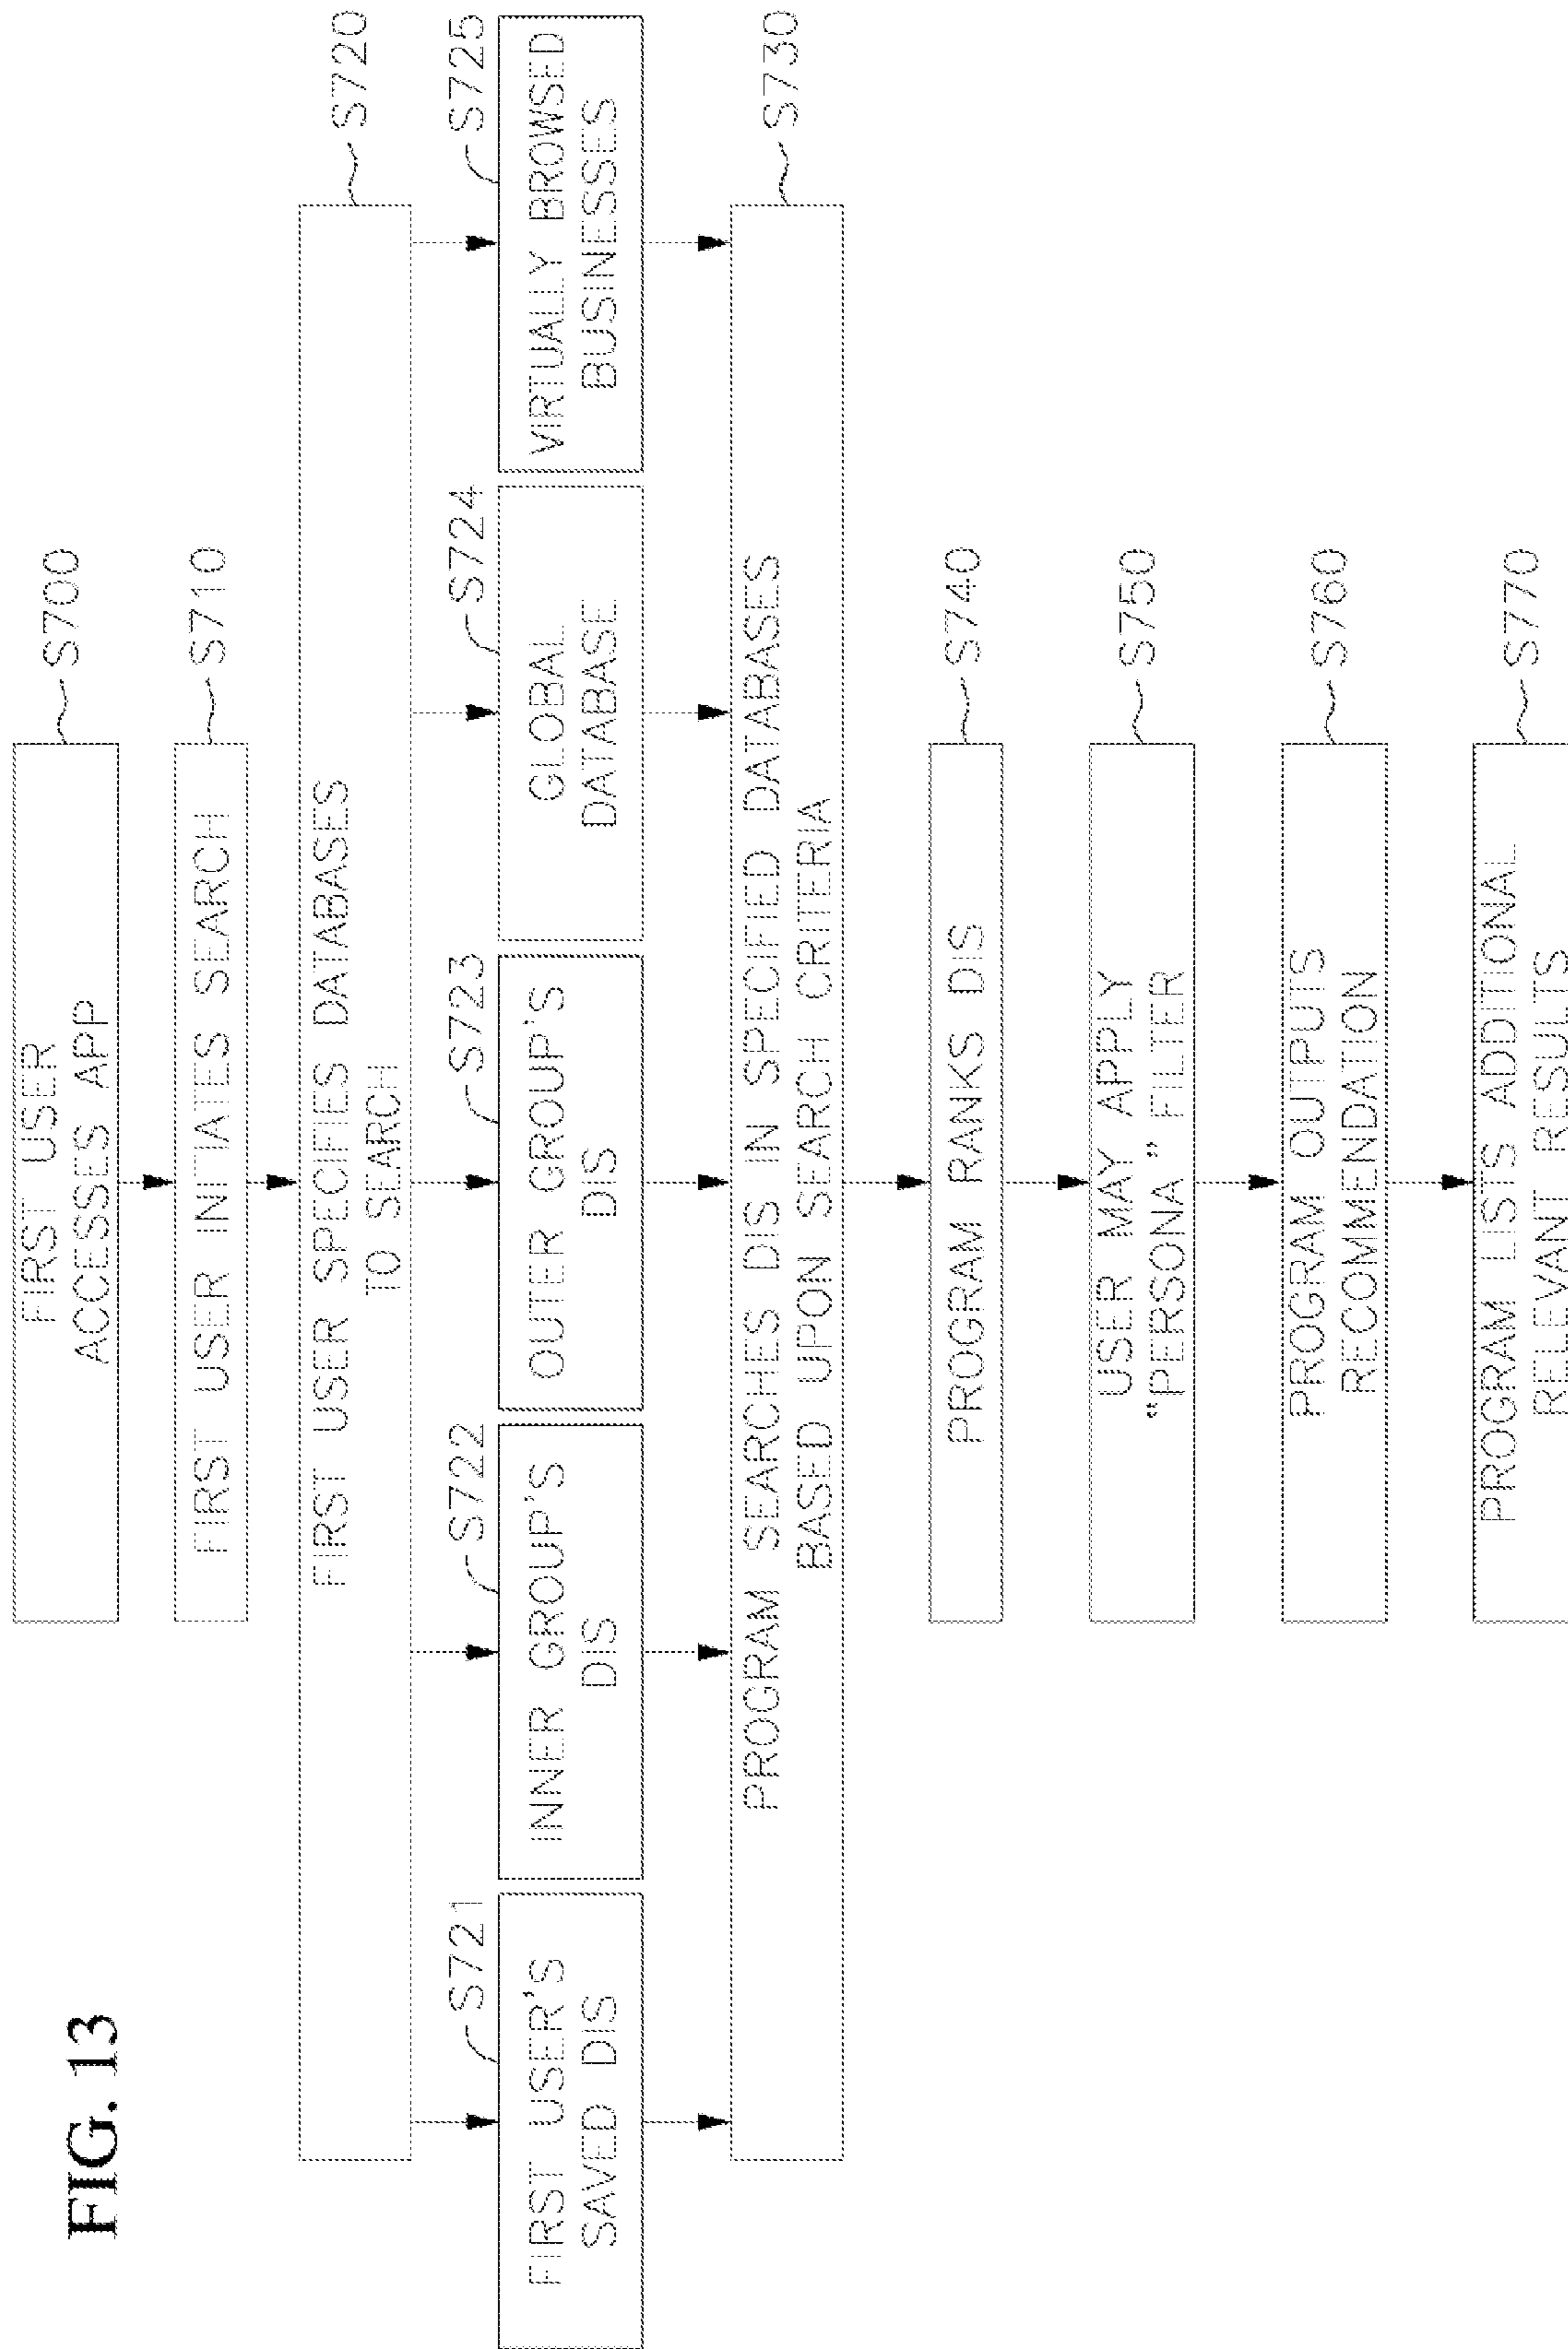 FIG. 13
FIRST USER
ACCESSES APP
S700
FIRST USER INITIATES SEARCH
S710
FIRST USER SPECIFIES DATABASES
TO SEARCH
S720
S721
FIRST USER'S
SAVED DIS
S722
INNER GROUP'S
DIS
S723
OUTER GROUP'S
DIS
S724
GLOBAL
DATABASE
S725
VIRTUALLY BROWSED
BUSINESSES
PROGRAM SEARCHES DIS IN SPECIFIED DATABASES
BASED UPON SEARCH CRITERIA
S730
PROGRAM RANKS DIS
S740
USER MAY APPLY
"PERSONA" FILTER
S750
PROGRAM OUTPUTS
RECOMMENDATION
S760
PROGRAM LISTS ADDITIONAL
RELEVANT RESULTS
S770